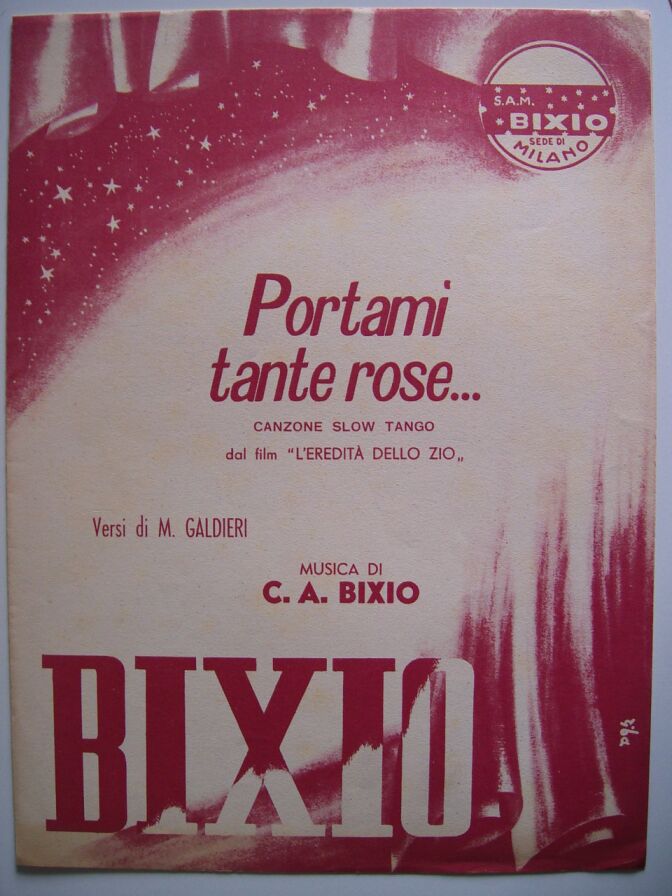 S.A.M.
BIXIO
SEDE DI
MILANO
Portami
tante rose...
CANZONE SLOW TANGO
dal film "L'EREDITÀ DELLO ZIO„
Versi di M. GALDIERI
MUSICA DI
C. A. BIXIO
BIXIO